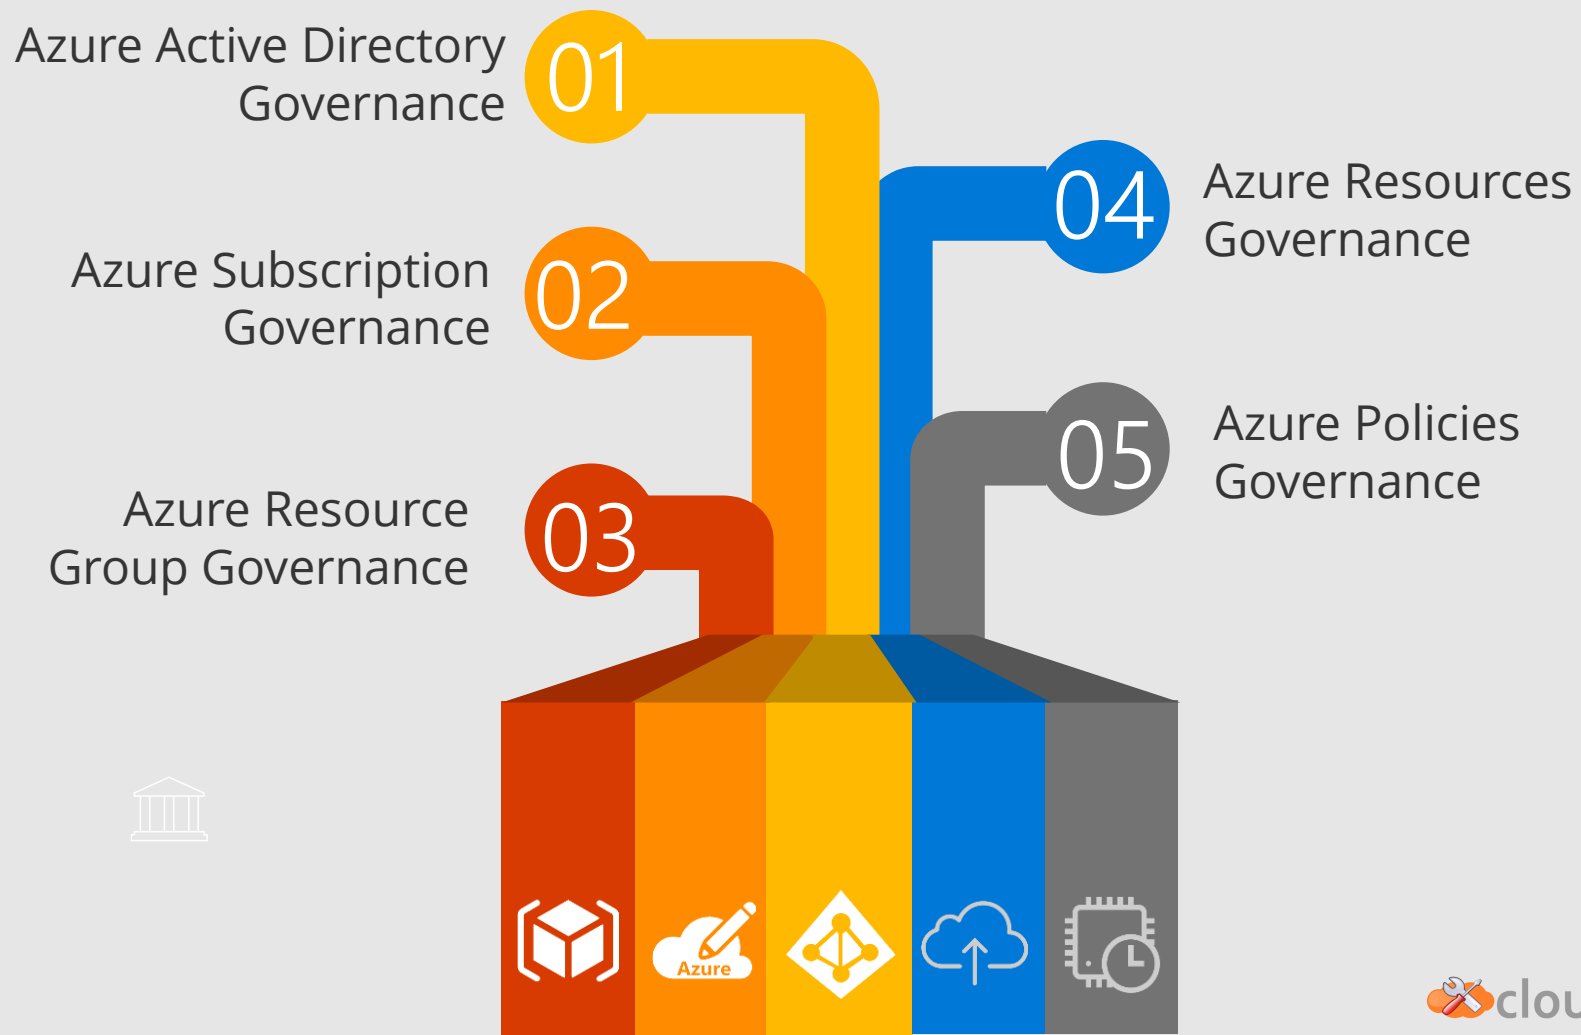 Azure Active Directory
Governance
01
Azure Subscription
Governance
02
Azure Resource
Group Governance
03
04
Azure Resources
Governance
05
Azure Policies
Governance
Azure
clou